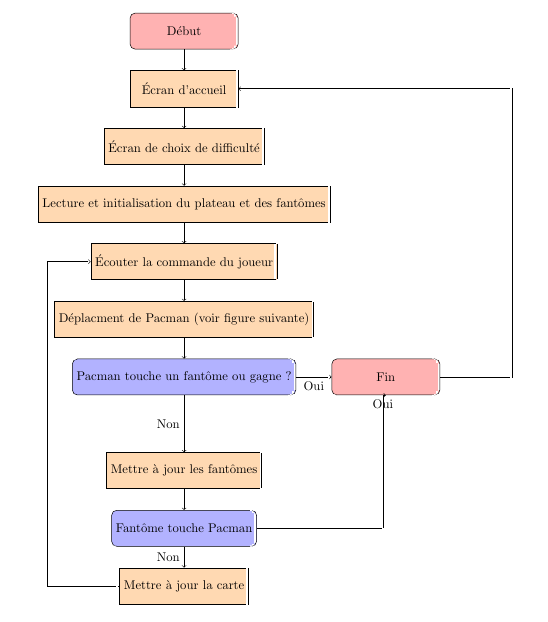 Début
Écran d'accueil
Écran de choix de difficulté
Lecture et initialisation du plateau et des fantômes
Écouter la commande du joueur
Déplacment de Pacman (voir figure suivante)
Pacman touche un fantôme ou gagne ?
Oui
Fin
Oui
Non
Mettre à jour les fantômes
Fantôme touche Pacman
Non
Mettre à jour la carte